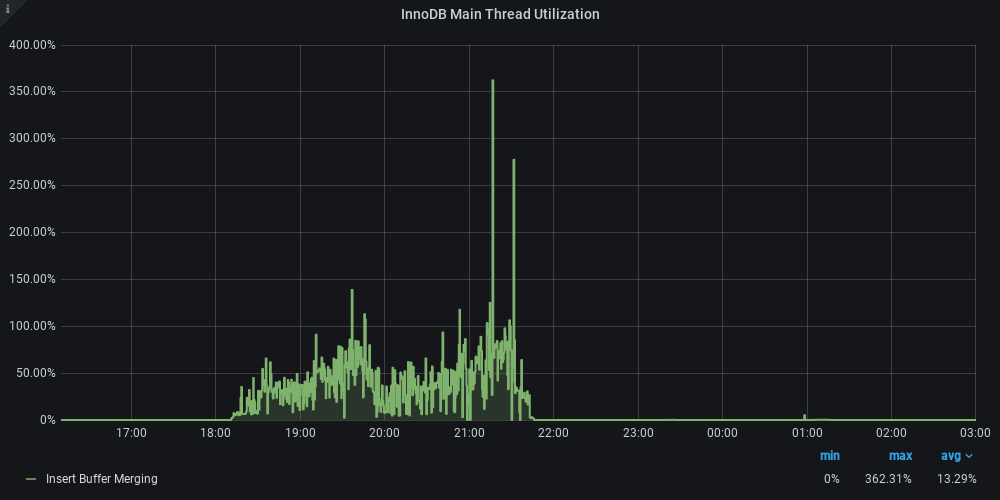 i
InnoDB Main Thread Utilization
400.00%
350.00%
300.00%
250.00%
200.00%
150.00%
100.00%
50.00%
0%
17:00 18:00 19:00 20:00 21:00 22:00 23:00 00:00 01:00 02:00 03:00
min max avg
Insert Buffer Merging 0% 362.31% 13.29%